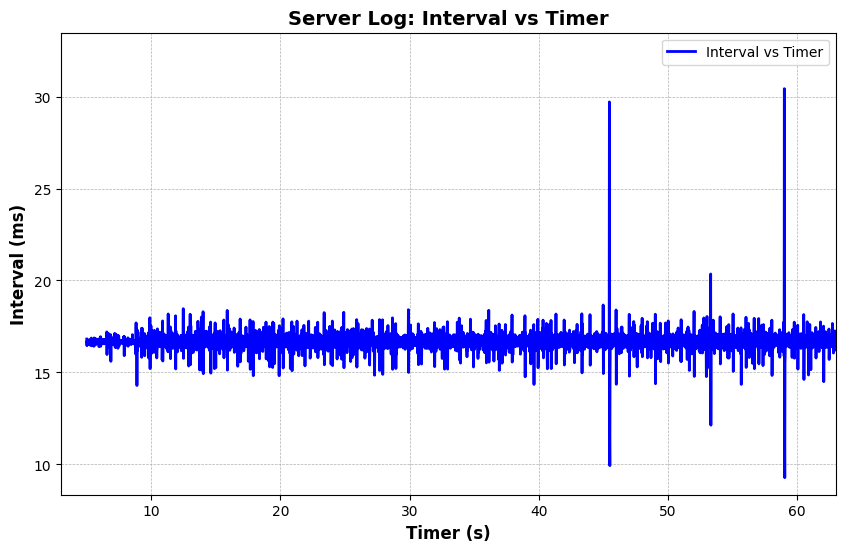 Server Log: Interval vs Timer
Interval vs Timer
30
25
20
15
10
Interval (ms)
10 20 30 40 50 60
Timer (s)